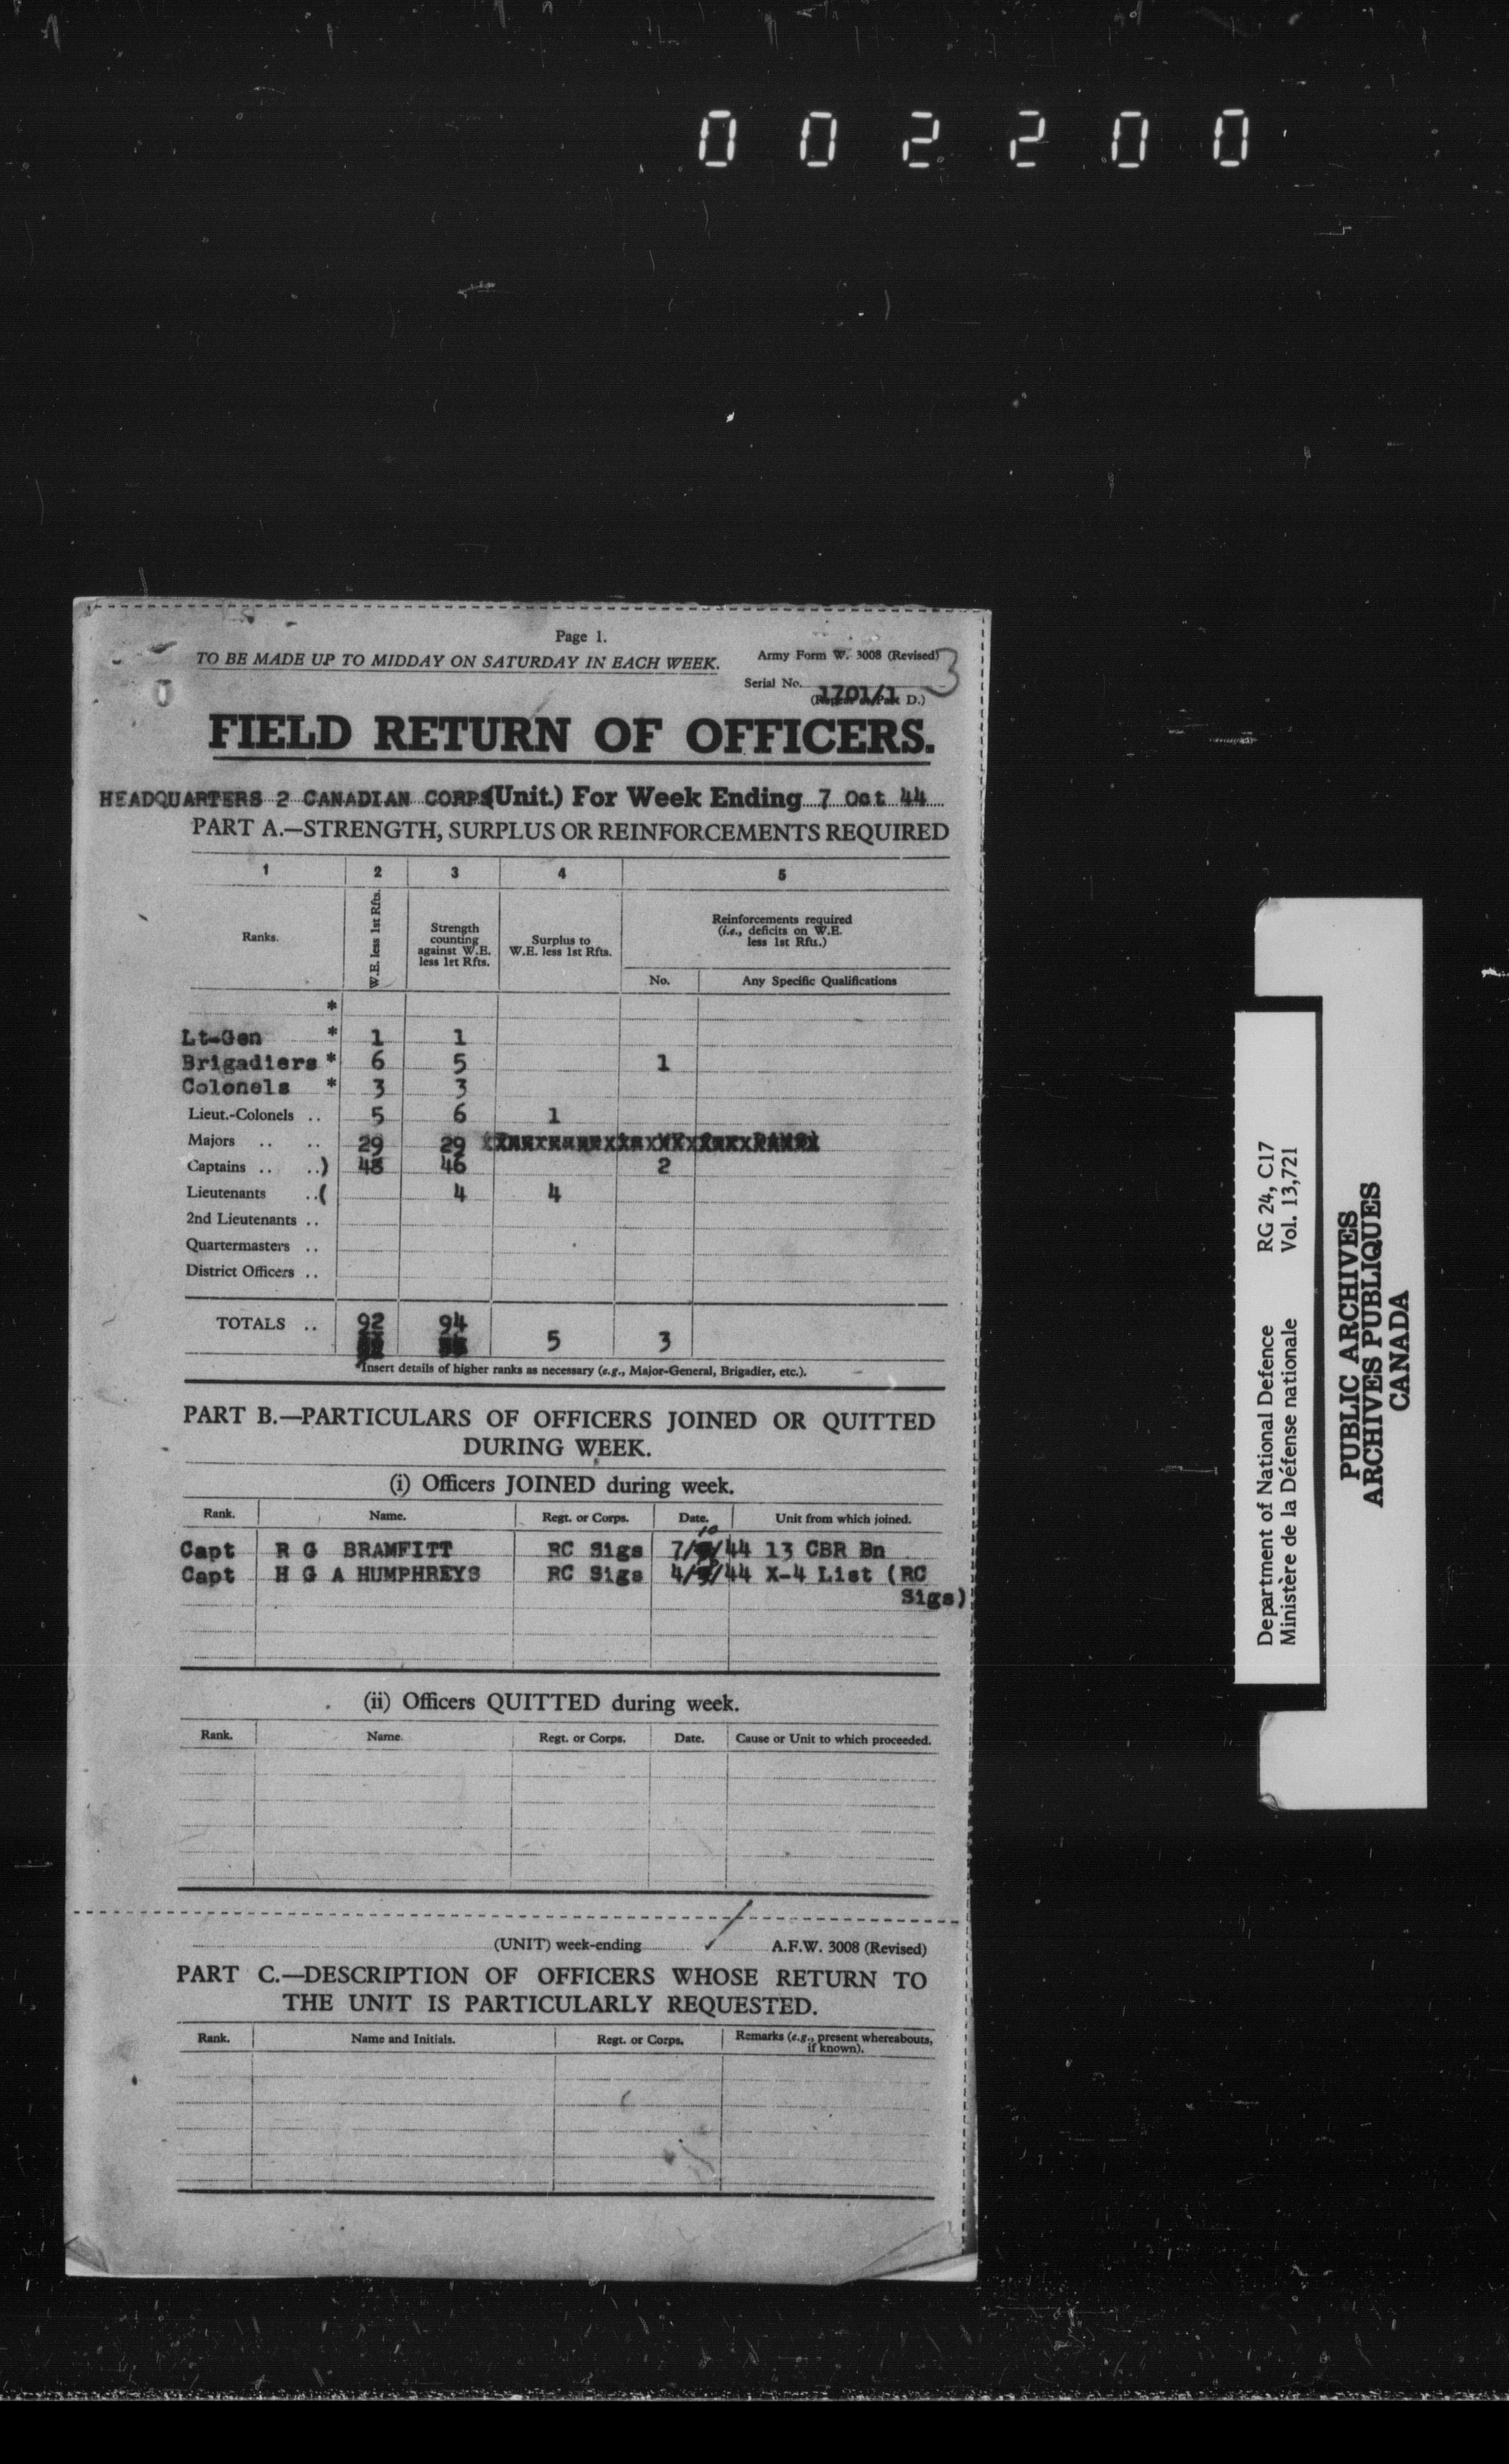 002200
Page 1.
TO BE MADE UP TO MIDDAY ON SATURDAY IN EACH WEEK.
Army Form W. 3008 (Revised)
3
Serial No. 1701/1
D.)
FIELD RETURN OF OFFICERS.
HEADQUARTERS 2 CANADIAN CORPS (Unit.) For Week Ending 7 Oct 44
PART A.—STRENGTH, SURPLUS OR REINFORCEMENTS REQUIRED
1 2 3 4 5
Ranks. W.E. less 1st Rfts. Strength counting against W.E. less 1st Rfts. Surplus to W.E. less 1st Rfts. Reinforcements required (i.e., deficits on W.E. less 1st Rfts.)
No. Any Specific Qualifications
*
Lt-Gen * 1 1
Brigadiers * 6 5 1
Colonels * 3 3
Lieut.-Colonels .. 5 6 1
Majors .. .. 29 29
Captains .. ..) 48 46 2
Lieutenants ..( 4 4
2nd Lieutenants ..
Quartermasters ..
District Officers ..
TOTALS .. 92 94 5 3
*Insert details of higher ranks as necessary (e.g., Major-General, Brigadier, etc.).
PART B.—PARTICULARS OF OFFICERS JOINED OR QUITTED
DURING WEEK.
(i) Officers JOINED during week.
Rank. Name. Regt. or Corps. Date. Unit from which joined.
Capt R G BRAMFITT RC Sigs 7/10/44 13 CBR Bn
Capt H G A HUMPHREYS RC Sigs 4/ /44 X-4 List (RC
Sigs)
(ii) Officers QUITTED during week.
Rank. Name. Regt. or Corps. Date. Cause or Unit to which proceeded.
(UNIT) week-ending A.F.W. 3008 (Revised)
PART C.—DESCRIPTION OF OFFICERS WHOSE RETURN TO
THE UNIT IS PARTICULARLY REQUESTED.
Rank. Name and Initials. Regt. or Corps. Remarks (e.g., present whereabouts, if known).
Department of National Defence RG 24, C17
Ministère de la Défense nationale Vol. 13,721
PUBLIC ARCHIVES
ARCHIVES PUBLIQUES
CANADA